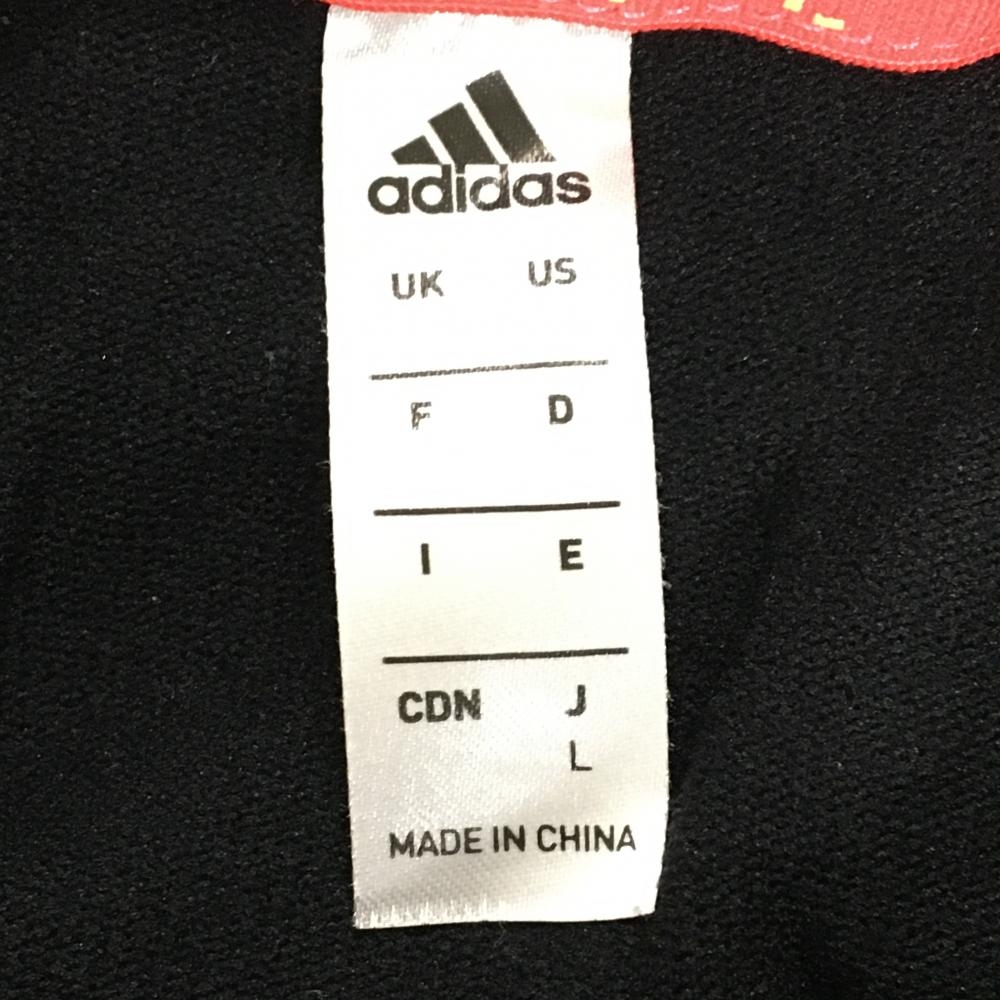 adidas
UK US
F D
I E
CDN J
L
MADE IN CHINA